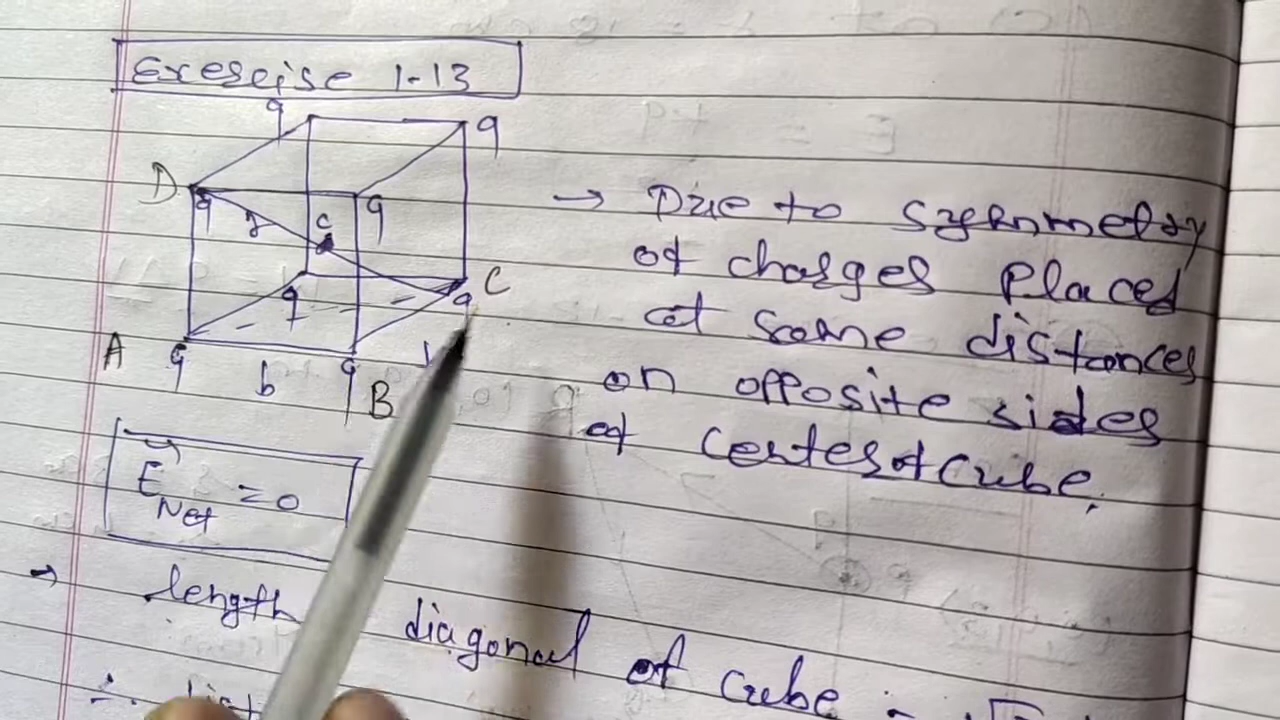 Exercise 1-13
q
q
D
q
r
c
q
C
q
q
A
q
b
q
B
→ Due to symmetry
of charges placed
at same distances
on opposite sides
of center of cube.
E Net = 0
→ length diagonal of cube =
∴